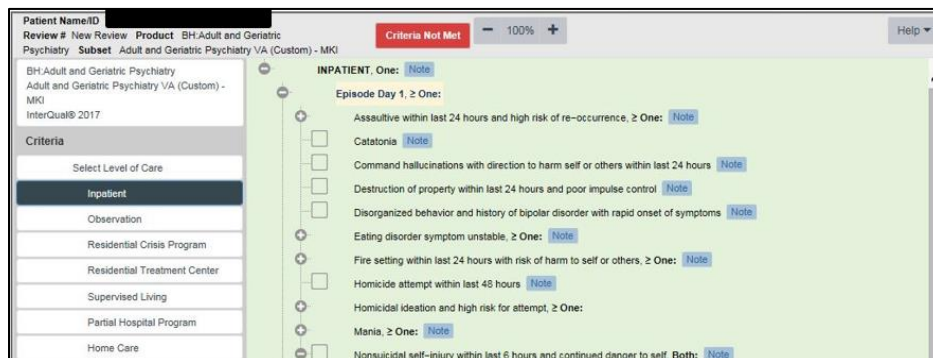 Patient Name/ID
Review # New Review Product BH:Adult and Geriatric
Psychiatry Subset Adult and Geriatric Psychiatry VA (Custom) - MKI
Criteria Not Met
− 100% +
Help
BH:Adult and Geriatric Psychiatry
Adult and Geriatric Psychiatry VA (Custom) -
MKI
InterQual® 2017
Criteria
Select Level of Care
Inpatient
Observation
Residential Crisis Program
Residential Treatment Center
Supervised Living
Partial Hospital Program
Home Care
INPATIENT, One: Note
Episode Day 1, ≥ One:
Assaultive within last 24 hours and high risk of re-occurrence, ≥ One: Note
Catatonia Note
Command hallucinations with direction to harm self or others within last 24 hours Note
Destruction of property within last 24 hours and poor impulse control Note
Disorganized behavior and history of bipolar disorder with rapid onset of symptoms Note
Eating disorder symptom unstable, ≥ One: Note
Fire setting within last 24 hours with risk of harm to self or others, ≥ One: Note
Homicide attempt within last 48 hours Note
Homicidal ideation and high risk for attempt, ≥ One:
Mania, ≥ One: Note
Nonsuicidal self-injury within last 6 hours and continued danger to self, Both: Note